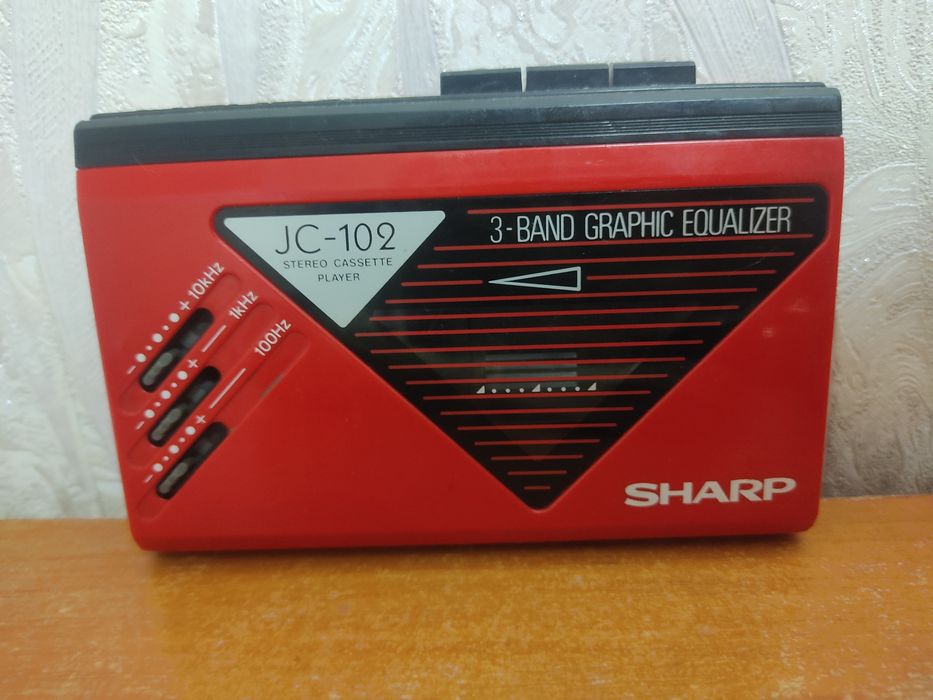 JC-102
STEREO CASSETTE
PLAYER
3-BAND GRAPHIC EQUALIZER
- + 10kHz
- + 1kHz
- + 100Hz
SHARP